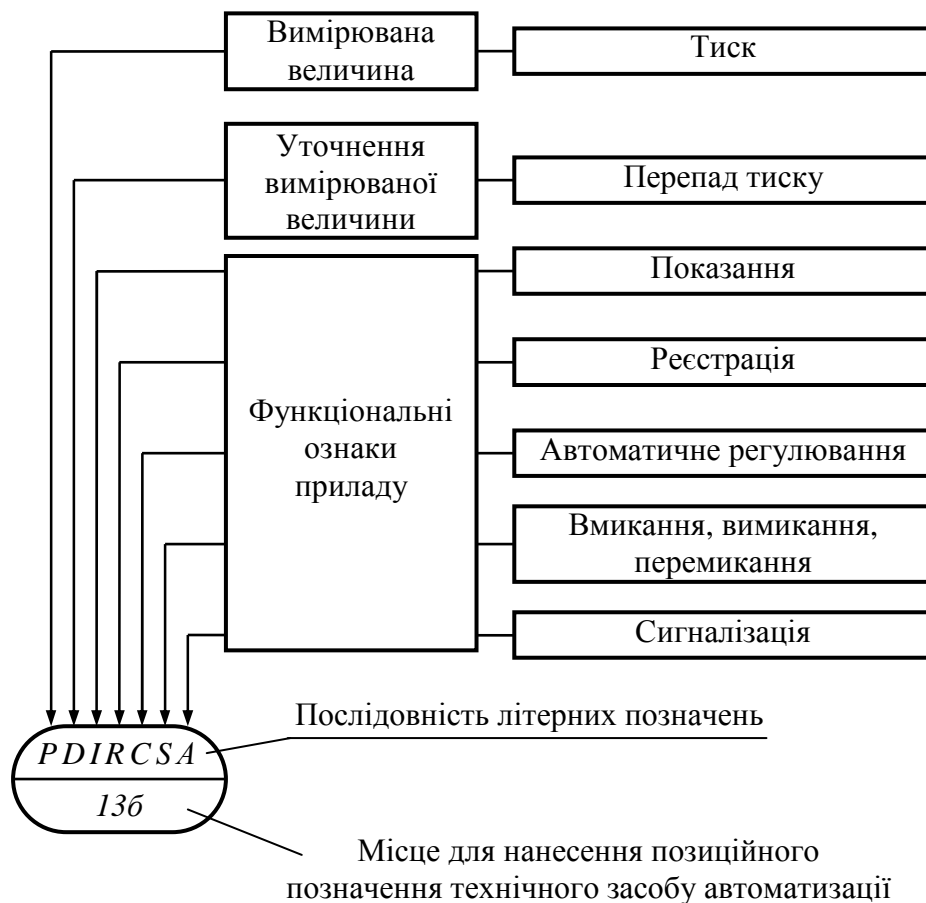 Вимірювана
величина
Тиск
Уточнення
вимірюваної
величини
Перепад тиску
Показання
Реєстрація
Функціональні
ознаки
приладу
Автоматичне регулювання
Вмикання, вимикання,
перемикання
Сигналізація
Послідовність літерних позначень
PDIRCSA
13б
Місце для нанесення позиційного
позначення технічного засобу автоматизації